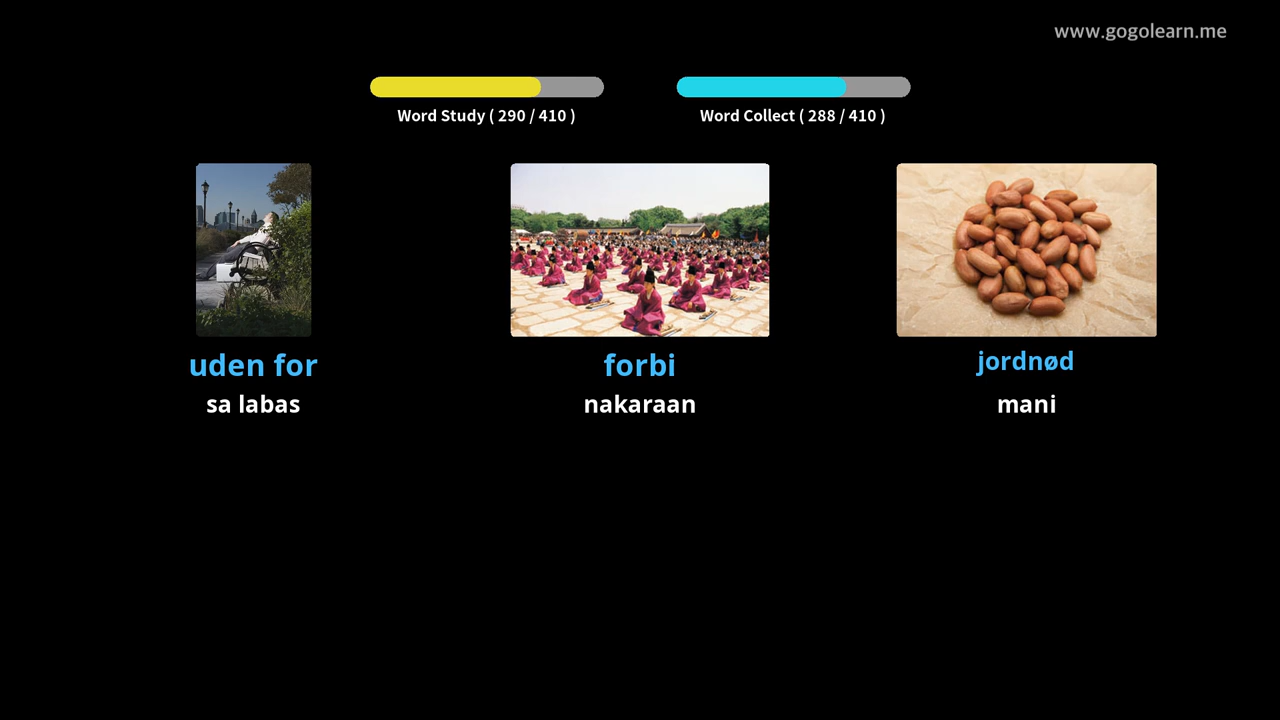 www.gogolearn.me
Word Study ( 290 / 410 )
Word Collect ( 288 / 410 )
uden for
forbi
jordnød
sa labas
nakaraan
mani